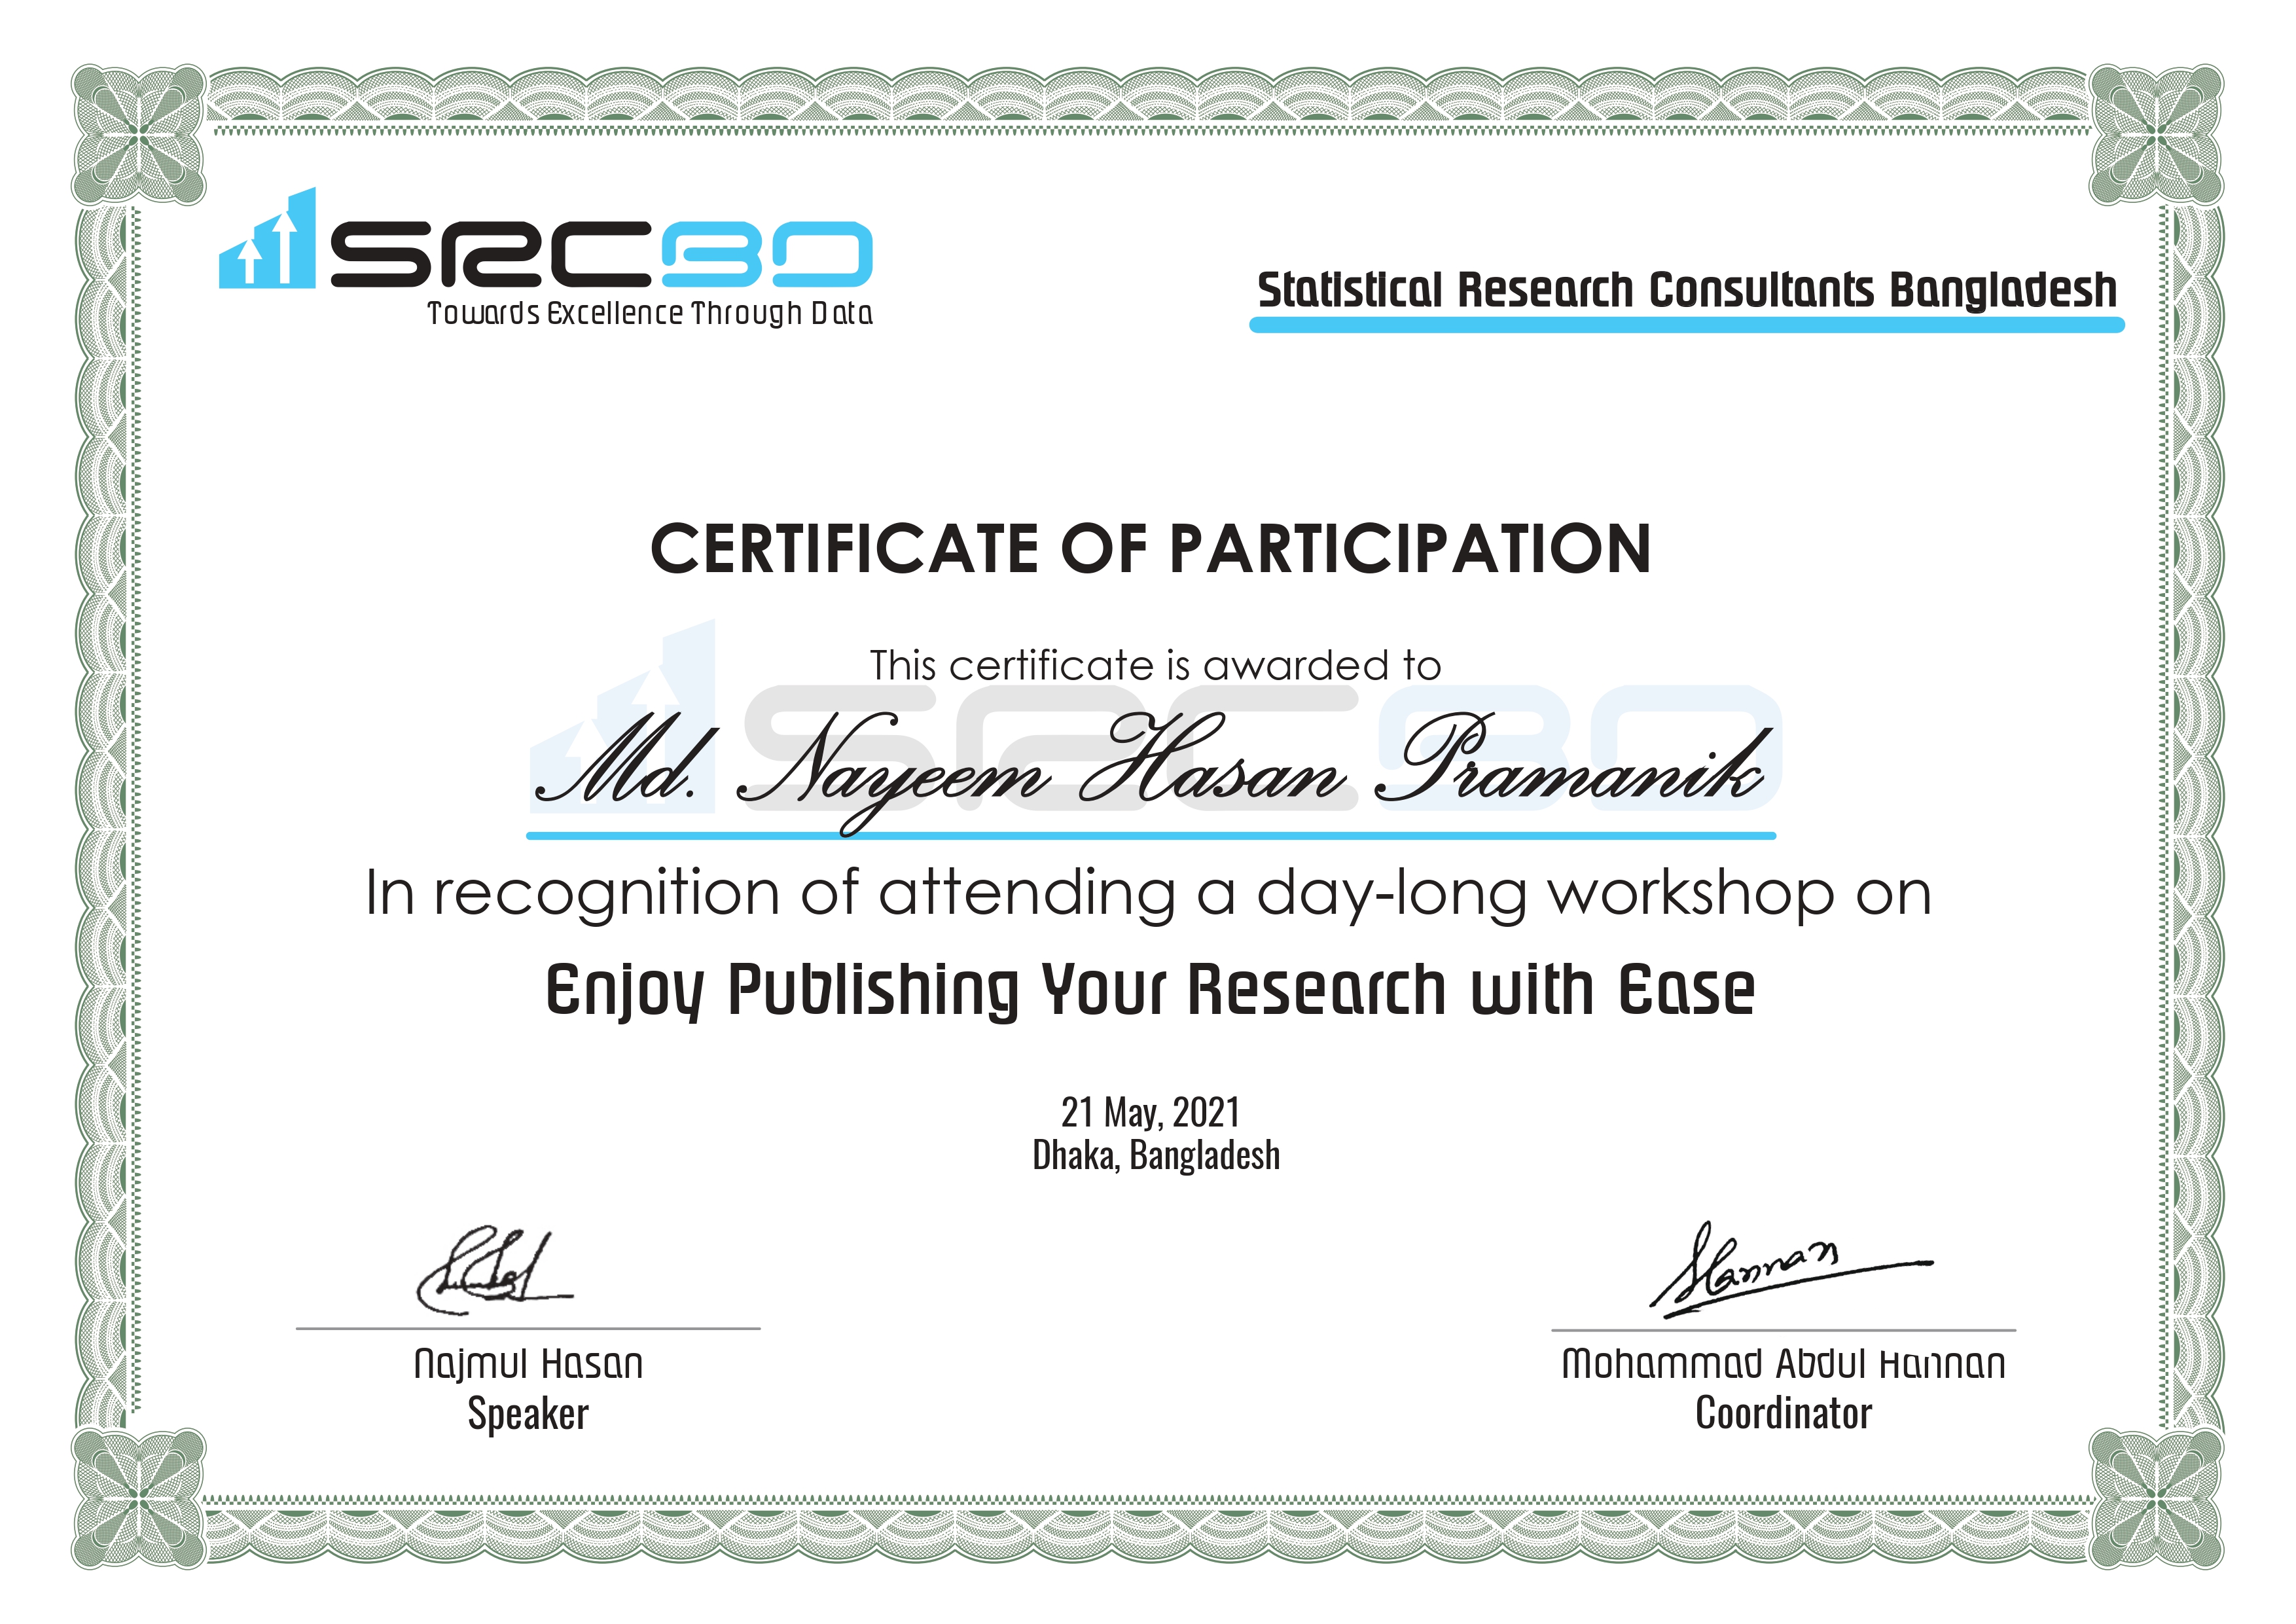 SRCBD
Towards Excellence Through Data
Statistical Research Consultants Bangladesh
CERTIFICATE OF PARTICIPATION
This certificate is awarded to
SRCBD
Md. Nayeem Hasan Pramanik
In recognition of attending a day-long workshop on
Enjoy Publishing Your Research with Ease
21 May, 2021
Dhaka, Bangladesh
Hannan
Najmul Hasan
Mohammad Abdul Hannan
Speaker
Coordinator